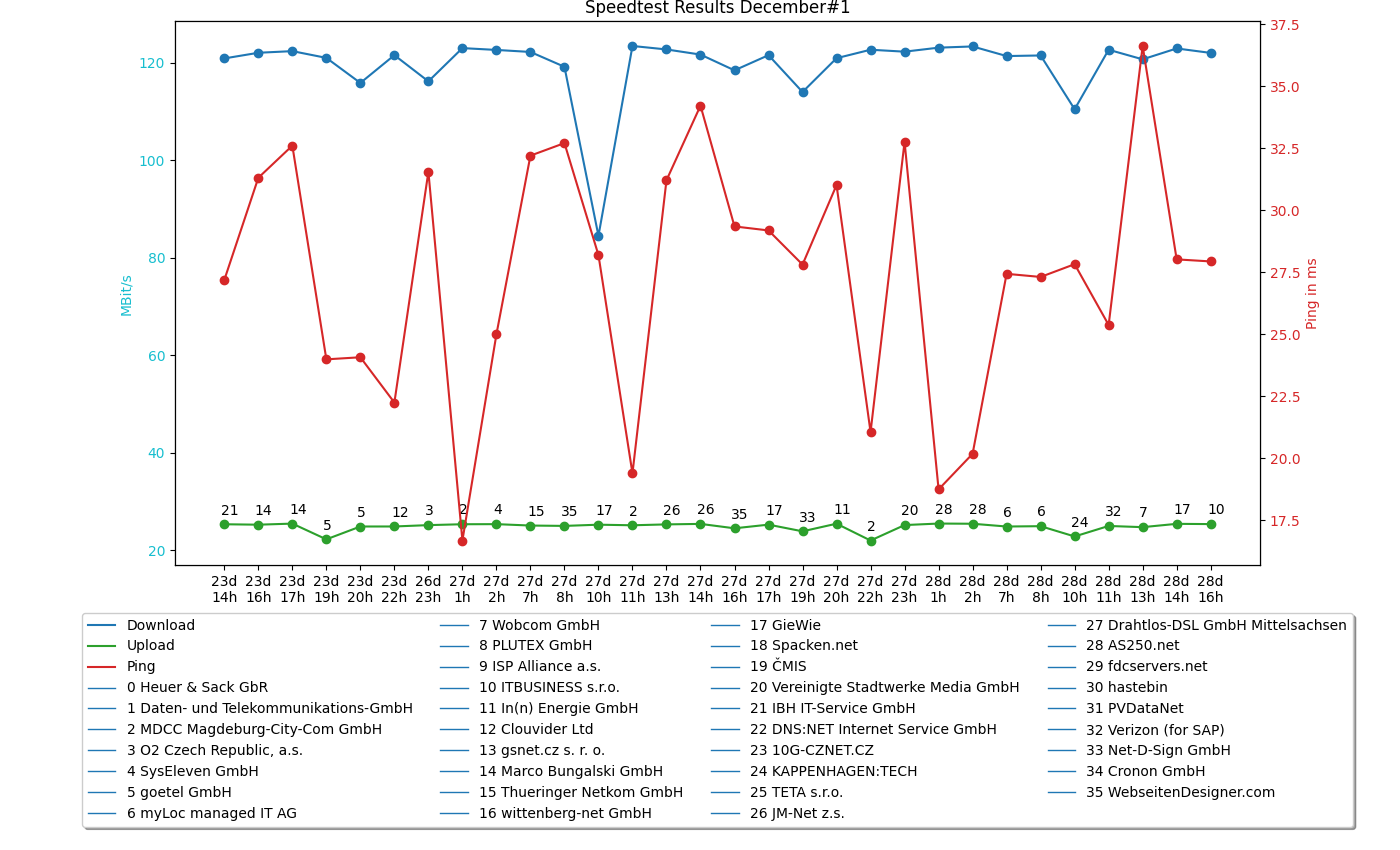 Speedtest Results December#1
37.5
120
35.0
32.5
100
30.0
80
27.5
MBit/s
Ping in ms
25.0
60
22.5
40
20.0
17.5
20
21 14 14 5 5 12 3 2 4 15 35 17 2 26 26 35 17 33 11 2 20 28 28 6 6 24 32 7 17 10
23d 23d 23d 23d 23d 23d 26d 27d 27d 27d 27d 27d 27d 27d 27d 27d 27d 27d 27d 27d 27d 28d 28d 28d 28d 28d 28d 28d 28d 28d
14h 16h 17h 19h 20h 22h 23h 1h 2h 7h 8h 10h 11h 13h 14h 16h 17h 19h 20h 22h 23h 1h 2h 7h 8h 10h 11h 13h 14h 16h
Download
Upload
Ping
0 Heuer & Sack GbR
1 Daten- und Telekommunikations-GmbH
2 MDCC Magdeburg-City-Com GmbH
3 O2 Czech Republic, a.s.
4 SysEleven GmbH
5 goetel GmbH
6 myLoc managed IT AG
7 Wobcom GmbH
8 PLUTEX GmbH
9 ISP Alliance a.s.
10 ITBUSINESS s.r.o.
11 In(n) Energie GmbH
12 Clouvider Ltd
13 gsnet.cz s. r. o.
14 Marco Bungalski GmbH
15 Thueringer Netkom GmbH
16 wittenberg-net GmbH
17 GieWie
18 Spacken.net
19 ČMIS
20 Vereinigte Stadtwerke Media GmbH
21 IBH IT-Service GmbH
22 DNS:NET Internet Service GmbH
23 10G-CZNET.CZ
24 KAPPENHAGEN:TECH
25 TETA s.r.o.
26 JM-Net z.s.
27 Drahtlos-DSL GmbH Mittelsachsen
28 AS250.net
29 fdcservers.net
30 hastebin
31 PVDataNet
32 Verizon (for SAP)
33 Net-D-Sign GmbH
34 Cronon GmbH
35 WebseitenDesigner.com